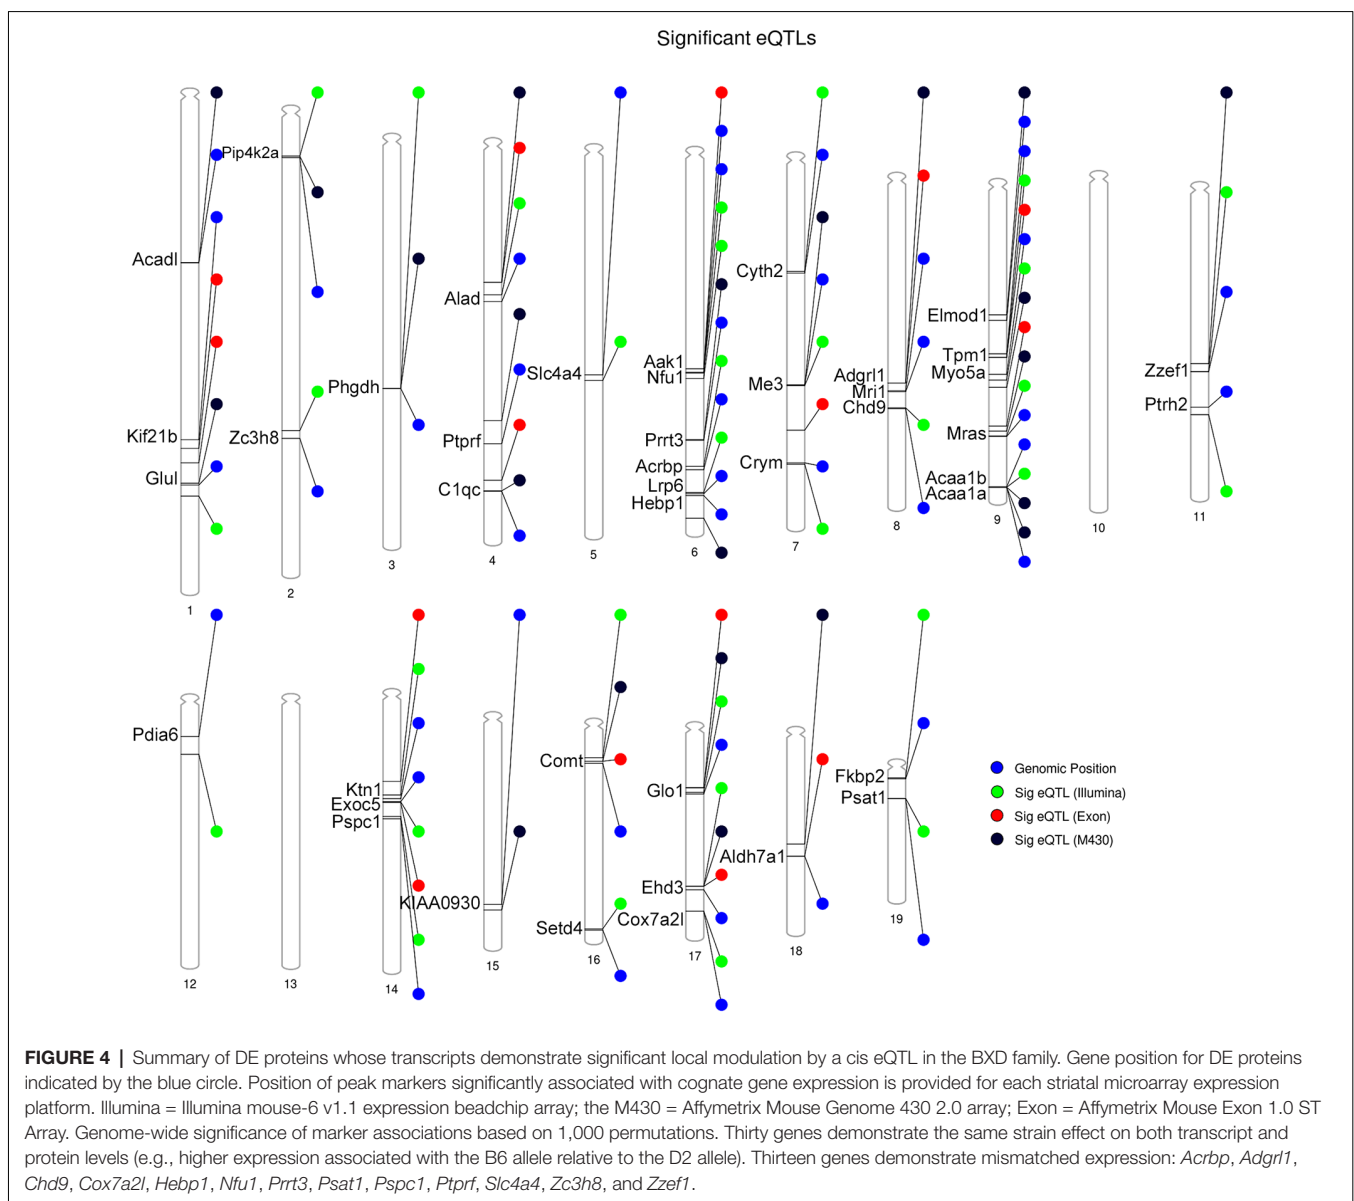 Significant eQTLs
Acadl
Kif21b
Glul
1
Pip4k2a
Zc3h8
2
Phgdh
3
Alad
Ptprf
C1qc
4
Slc4a4
5
Aak1
Nfu1
Prrt3
Acrbp
Lrp6
Hebp1
6
Cyth2
Me3
Crym
7
Adgrl1
Mri1
Chd9
8
Elmod1
Tpm1
Myo5a
Mras
Acaa1b
Acaa1a
9
10
Zzef1
Ptrh2
11
Pdia6
12
13
Ktn1
Exoc5
Pspc1
14
KIAA0930
15
Comt
Setd4
16
Glo1
Ehd3
Cox7a2l
17
Aldh7a1
18
Fkbp2
Psat1
19
Genomic Position
Sig eQTL (Illumina)
Sig eQTL (Exon)
Sig eQTL (M430)
FIGURE 4 | Summary of DE proteins whose transcripts demonstrate significant local modulation by a cis eQTL in the BXD family. Gene position for DE proteins
indicated by the blue circle. Position of peak markers significantly associated with cognate gene expression is provided for each striatal microarray expression
platform. Illumina = Illumina mouse-6 v1.1 expression beadchip array; the M430 = Affymetrix Mouse Genome 430 2.0 array; Exon = Affymetrix Mouse Exon 1.0 ST
Array. Genome-wide significance of marker associations based on 1,000 permutations. Thirty genes demonstrate the same strain effect on both transcript and
protein levels (e.g., higher expression associated with the B6 allele relative to the D2 allele). Thirteen genes demonstrate mismatched expression: Acrbp, Adgrl1,
Chd9, Cox7a2l, Hebp1, Nfu1, Prrt3, Psat1, Pspc1, Ptprf, Slc4a4, Zc3h8, and Zzef1.